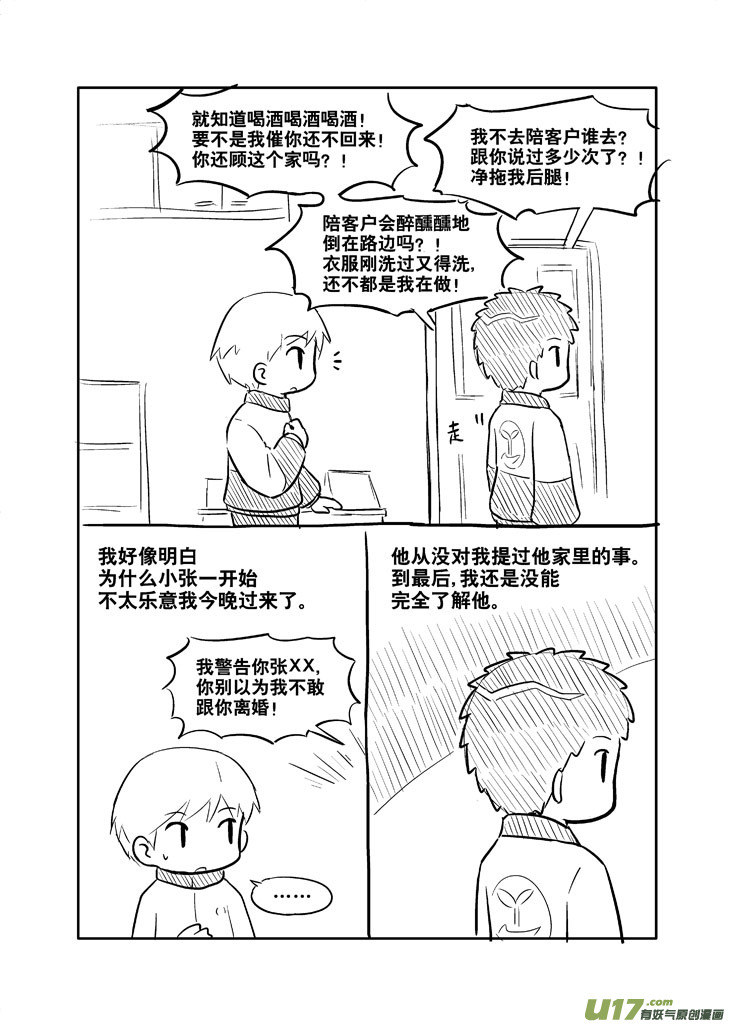 就知道喝酒喝酒喝酒！
要不是我催你还不回来！
你还顾这个家吗？！
我不去陪客户谁去？
跟你说过多少次了？！
净拖我后腿！
陪客户会醉醺醺地
倒在路边吗？！
衣服刚洗过又得洗，
还不都是我在做！
走
我好像明白
为什么小张一开始
不太乐意我今晚过来了。
我警告你张XX，
你别以为我不敢
跟你离婚！
……
他从没对我提过他家里的事。
到最后，我还是没能
完全了解他。
U17.com
有妖气原创漫画